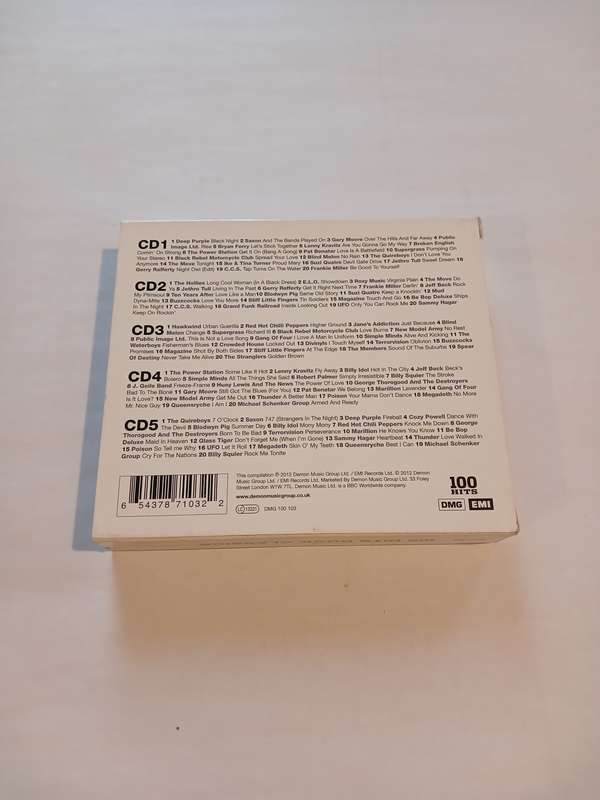 CD1 1 Deep Purple Black Night 2 Saxon And The Bands Played On 3 Gary Moore Over The Hills And Far Away 4 Public
Image Ltd. Rise 5 Bryan Ferry Let's Stick Together 6 Lenny Kravitz Are You Gonna Go My Way 7 Broken English
Comin' On Strong 8 The Power Station Get It On (Bang A Gong) 9 Pat Benatar Love Is A Battlefield 10 Supergrass Pumping On
Your Stereo 11 Black Rebel Motorcycle Club Spread Your Love 12 Blind Melon No Rain 13 The Quireboys I Don't Love You
Anymore 14 The Move Tonight 15 Ike & Tina Turner Proud Mary 16 Suzi Quatro Devil Gate Drive 17 Jethro Tull Sweet Dream 18
Gerry Rafferty Night Owl (Edit) 19 C.C.S. Tap Turns On The Water 20 Frankie Miller Be Good To Yourself
CD2 1 The Hollies Long Cool Woman (In A Black Dress) 2 E.L.O. Showdown 3 Roxy Music Virginia Plain 4 The Move Do
Ya 5 Jethro Tull Living In The Past 6 Gerry Rafferty Get It Right Next Time 7 Frankie Miller Darlin' 8 Jeff Beck Rock
My Plimsoul 9 Ten Years After Love Like A Man 10 Blodwyn Pig Same Old Story 11 Suzi Quatro Keep A Knockin' 12 Mud
Dyna-Mite 13 Buzzcocks Love You More 14 Stiff Little Fingers Tin Soldiers 15 Magazine Touch And Go 16 Be Bop Deluxe Ships
In The Night 17 C.C.S. Walking 18 Grand Funk Railroad Inside Looking Out 19 UFO Only You Can Rock Me 20 Sammy Hagar
Keep On Rockin'
CD3 1 Hawkwind Urban Guerilla 2 Red Hot Chili Peppers Higher Ground 3 Jane's Addiction Just Because 4 Blind
Melon Change 5 Supergrass Richard III 6 Black Rebel Motorcycle Club Love Burns 7 New Model Army No Rest
8 Public Image Ltd. This Is Not a Love Song 9 Gang Of Four I Love A Man In Uniform 10 Simple Minds Alive And Kicking 11 The
Waterboys Fisherman's Blues 12 Crowded House Locked Out 13 Divinyls I Touch Myself 14 Terrorvision Oblivion 15 Buzzcocks
Promises 16 Magazine Shot By Both Sides 17 Stiff Little Fingers At The Edge 18 The Members Sound Of The Suburbs 19 Spear
Of Destiny Never Take Me Alive 20 The Stranglers Golden Brown
CD4 1 The Power Station Some Like It Hot 2 Lenny Kravitz Fly Away 3 Billy Idol Hot In The City 4 Jeff Beck Beck's
Bolero 5 Simple Minds All The Things She Said 6 Robert Palmer Simply Irresistible 7 Billy Squier The Stroke
8 J. Geils Band Freeze-Frame 9 Huey Lewis And The News The Power Of Love 10 George Thorogood And The Destroyers
Bad To The Bone 11 Gary Moore Still Got The Blues (For You) 12 Pat Benatar We Belong 13 Marillion Lavender 14 Gang Of Four
Is It Love? 15 New Model Army Get Me Out 16 Thunder A Better Man 17 Poison Your Mama Don't Dance 18 Megadeth No More
Mr. Nice Guy 19 Queensryche I Am I 20 Michael Schenker Group Armed And Ready
CD5 1 The Quireboys 7 O'Clock 2 Saxon 747 (Strangers In The Night) 3 Deep Purple Fireball 4 Cozy Powell Dance With
The Devil 5 Blodwyn Pig Summer Day 6 Billy Idol Mony Mony 7 Red Hot Chili Peppers Knock Me Down 8 George
Thorogood And The Destroyers Born To Be Bad 9 Terrorvision Perseverance 10 Marillion He Knows You Know 11 Be Bop
Deluxe Maid In Heaven 12 Glass Tiger Don't Forget Me (When I'm Gone) 13 Sammy Hagar Heartbeat 14 Thunder Love Walked In
15 Poison So Tell Me Why 16 UFO Let It Roll 17 Megadeth Skin O' My Teeth 18 Queensryche Best I Can 19 Michael Schenker
Group Cry For The Nations 20 Billy Squier Rock Me Tonite
This compilation ℗ 2012 Demon Music Group Ltd. / EMI Records Ltd. © 2012 Demon
Music Group Ltd. / EMI Records Ltd. Marketed By Demon Music Group Ltd. 33 Foley
Street London W1W 7TL. Demon Music Group Ltd. is a BBC Worldwide company.
www.demonmusicgroup.co.uk
LC 13321 DMG 100 103
6 54378 71032 2
100
HITS
DMG EMI